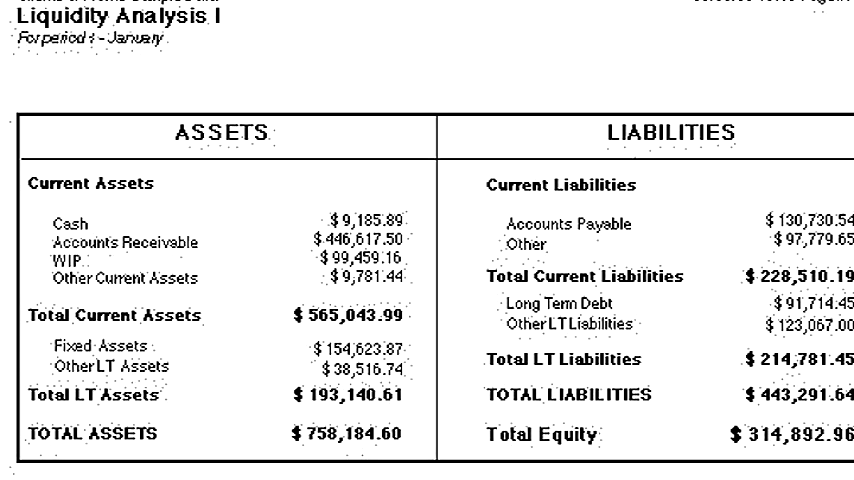 Liquidity Analysis I
For period 1 - January
ASSETS
Current Assets
Cash $ 9,185.89
Accounts Receivable $ 446,617.50
WIP $ 99,459.16
Other Current Assets $ 9,781.44
Total Current Assets $ 565,043.99
Fixed Assets $ 154,623.87
Other LT Assets $ 38,516.74
Total LT Assets $ 193,140.61
TOTAL ASSETS $ 758,184.60
LIABILITIES
Current Liabilities
Accounts Payable $ 130,730.54
Other $ 97,779.65
Total Current Liabilities $ 228,510.19
Long Term Debt $ 91,714.45
Other LT Liabilities $ 123,067.00
Total LT Liabilities $ 214,781.45
TOTAL LIABILITIES $ 443,291.64
Total Equity $ 314,892.96